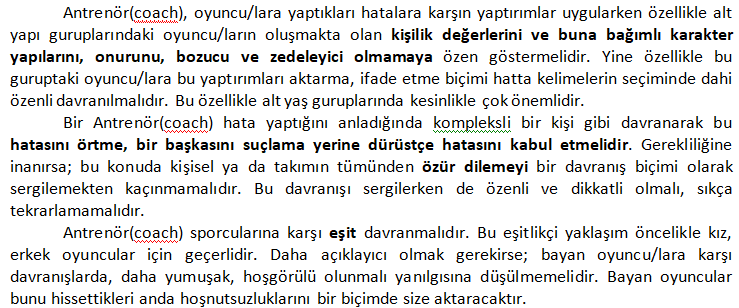 Antrenör(coach), oyuncu/lara yaptıkları hatalara karşın yaptırımlar uygularken özellikle alt
yapı guruplarındaki oyuncu/ların oluşmakta olan kişilik değerlerini ve buna bağımlı karakter
yapılarını, onurunu, bozucu ve zedeleyici olmamaya özen göstermelidir. Yine özellikle bu
guruptaki oyuncu/lara bu yaptırımları aktarma, ifade etme biçimi hatta kelimelerin seçiminde dahi
özenli davranılmalıdır. Bu özellikle alt yaş guruplarında kesinlikle çok önemlidir.
Bir Antrenör(coach) hata yaptığını anladığında kompleksli bir kişi gibi davranarak bu
hatasını örtme, bir başkasını suçlama yerine dürüstçe hatasını kabul etmelidir. Gerekliliğine
inanırsa; bu konuda kişisel ya da takımın tümünden özür dilemeyi bir davranış biçimi olarak
sergilemekten kaçınmamalıdır. Bu davranışı sergilerken de özenli ve dikkatli olmalı, sıkça
tekrarlamamalıdır.
Antrenör(coach) sporcularına karşı eşit davranmalıdır. Bu eşitlikçi yaklaşım öncelikle kız,
erkek oyuncular için geçerlidir. Daha açıklayıcı olmak gerekirse; bayan oyuncu/lara karşı
davranışlarda, daha yumuşak, hoşgörülü olunmalı yanılgısına düşülmemelidir. Bayan oyuncular
bunu hissettikleri anda hoşnutsuzluklarını bir biçimde size aktaracaktır.